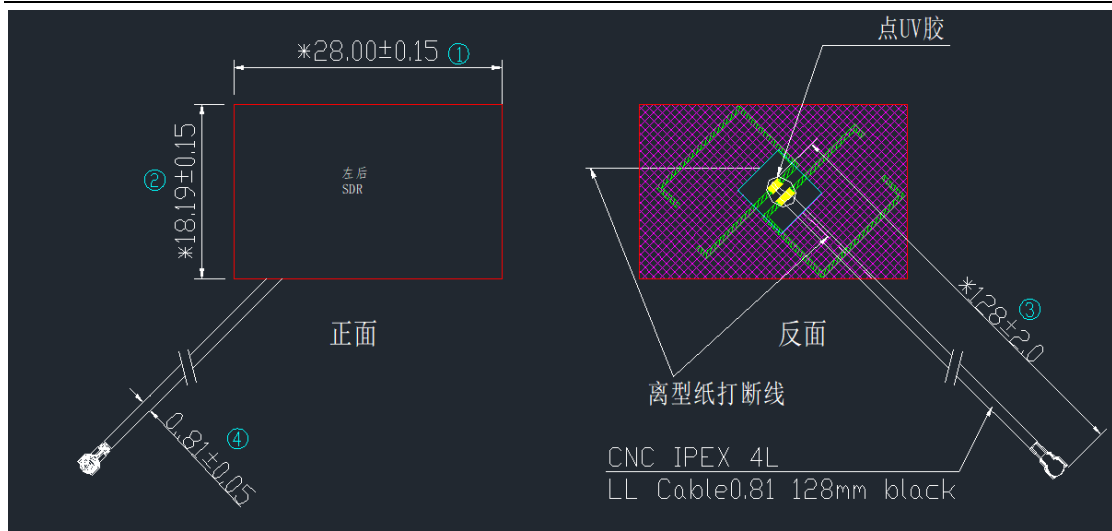 *28.00±0.15 ①
点UV胶
② *18.19±0.15
左后
SDR
*128±2.0 ③
正面
反面
离型纸打断线
0.81±0.05 ④
CNC IPEX 4L
LL Cable0.81 128mm black